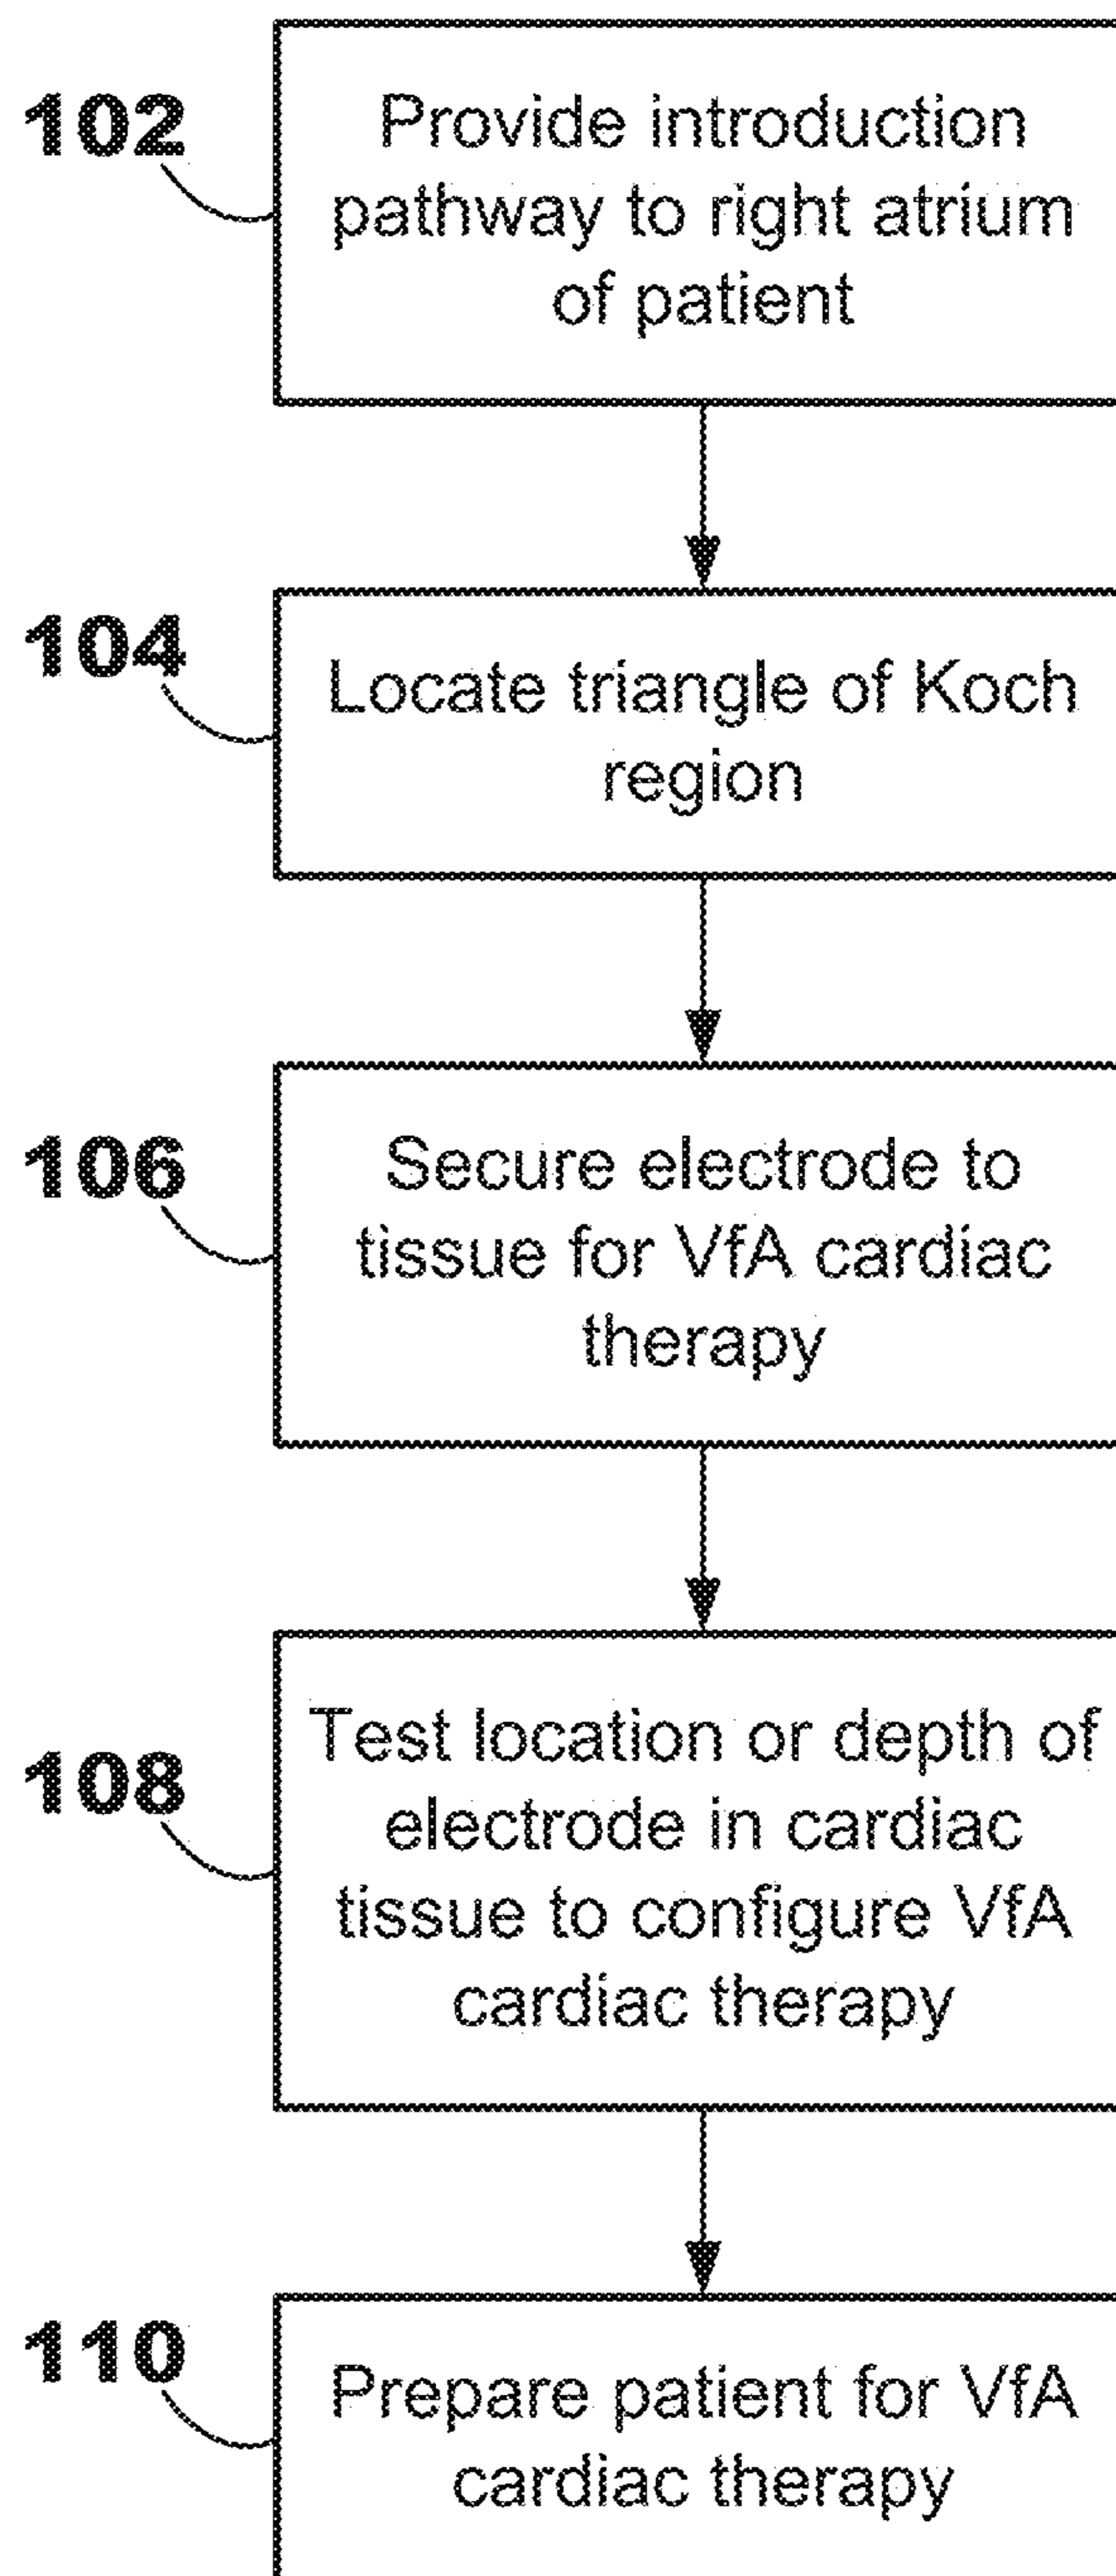 102
Provide introduction
pathway to right atrium
of patient
104
Locate triangle of Koch
region
106
Secure electrode to
tissue for VfA cardiac
therapy
108
Test location or depth of
electrode in cardiac
tissue to configure VfA
cardiac therapy
110
Prepare patient for VfA
cardiac therapy